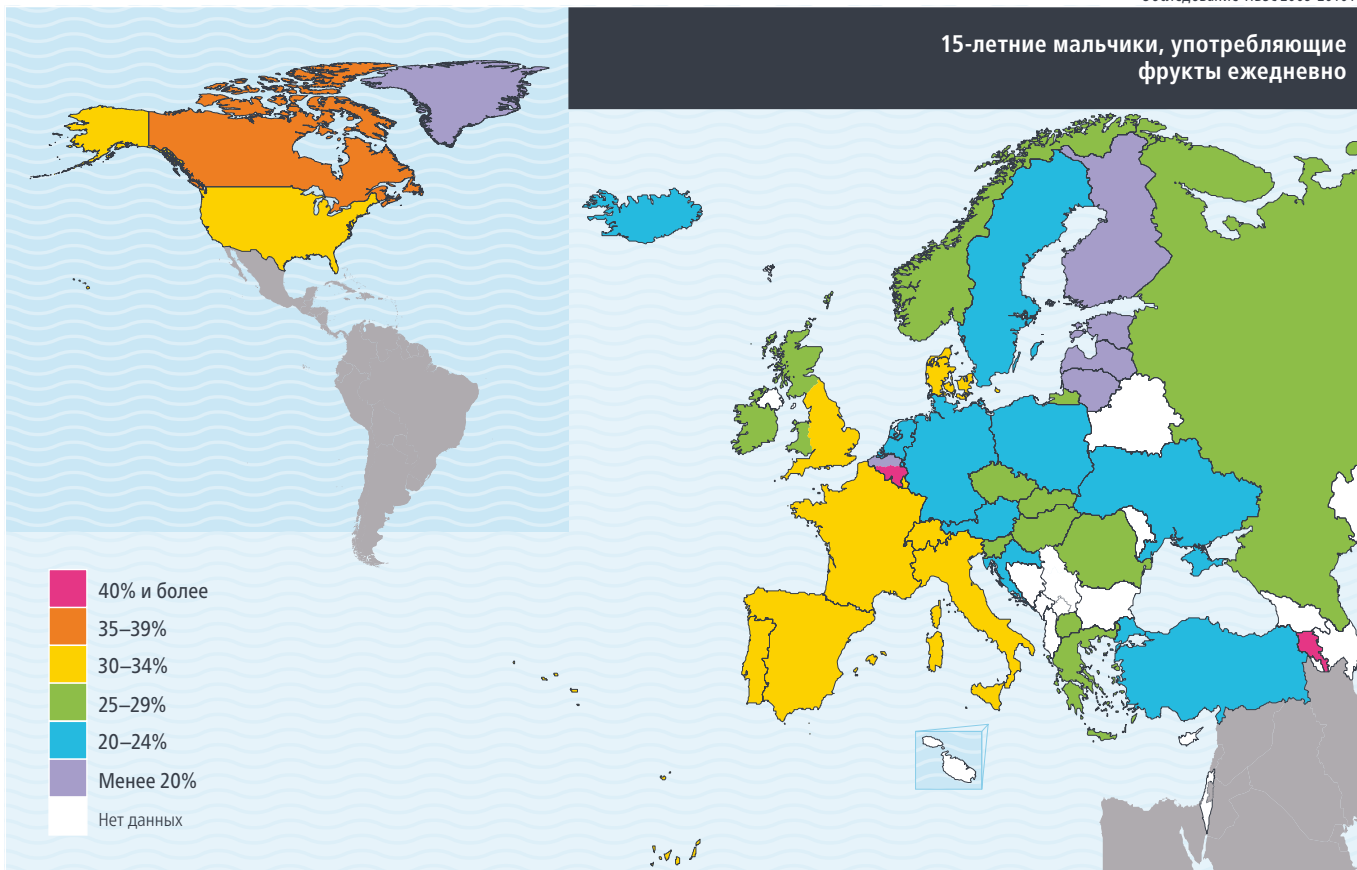 15-летние мальчики, употребляющие
фрукты ежедневно
40% и более
35–39%
30–34%
25–29%
20–24%
Менее 20%
Нет данных